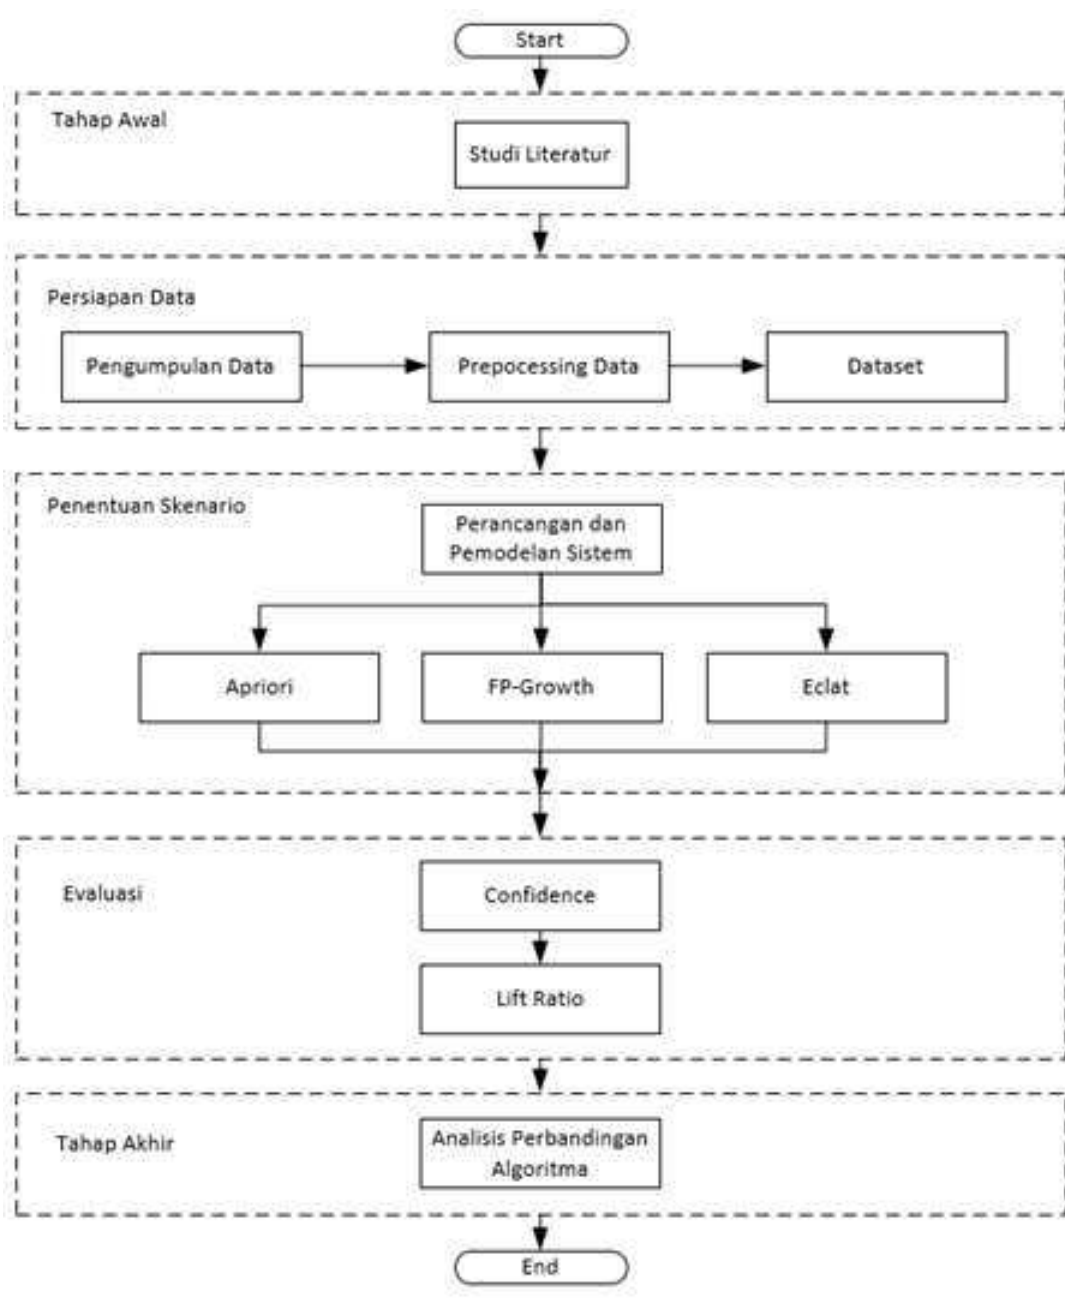 Start
Tahap Awal
Studi Literatur
Persiapan Data
Pengumpulan Data
Prepocessing Data
Dataset
Penentuan Skenario
Perancangan dan
Pemodelan Sistem
Apriori
FP-Growth
Eclat
Evaluasi
Confidence
Lift Ratio
Tahap Akhir
Analisis Perbandingan
Algoritma
End